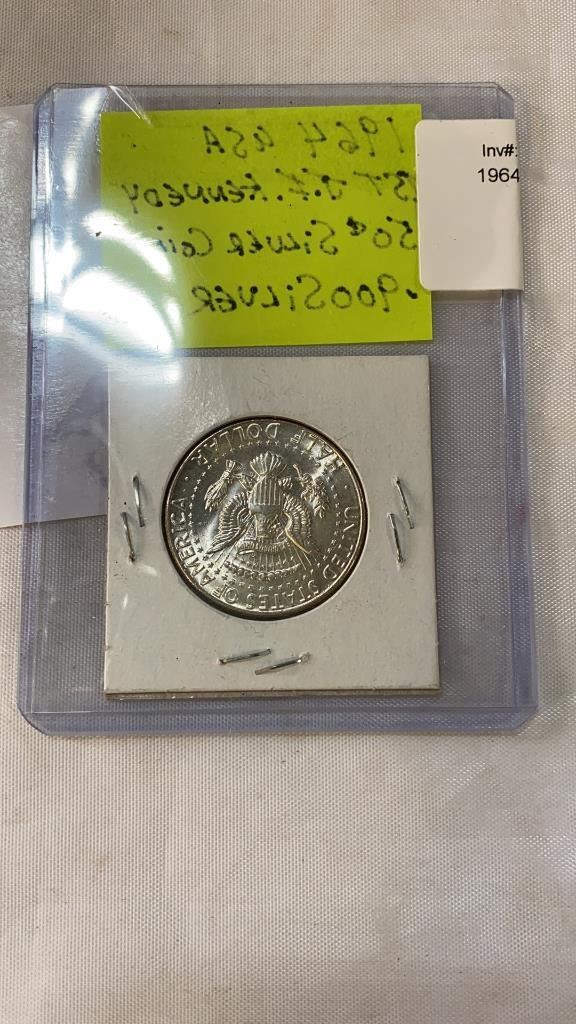 1964 USA
1ST J.F. Kennedy
50¢ Silver Coin
.900 SILVER
Inv#:
1964
HALF DOLLAR
UNITED STATES OF AMERICA